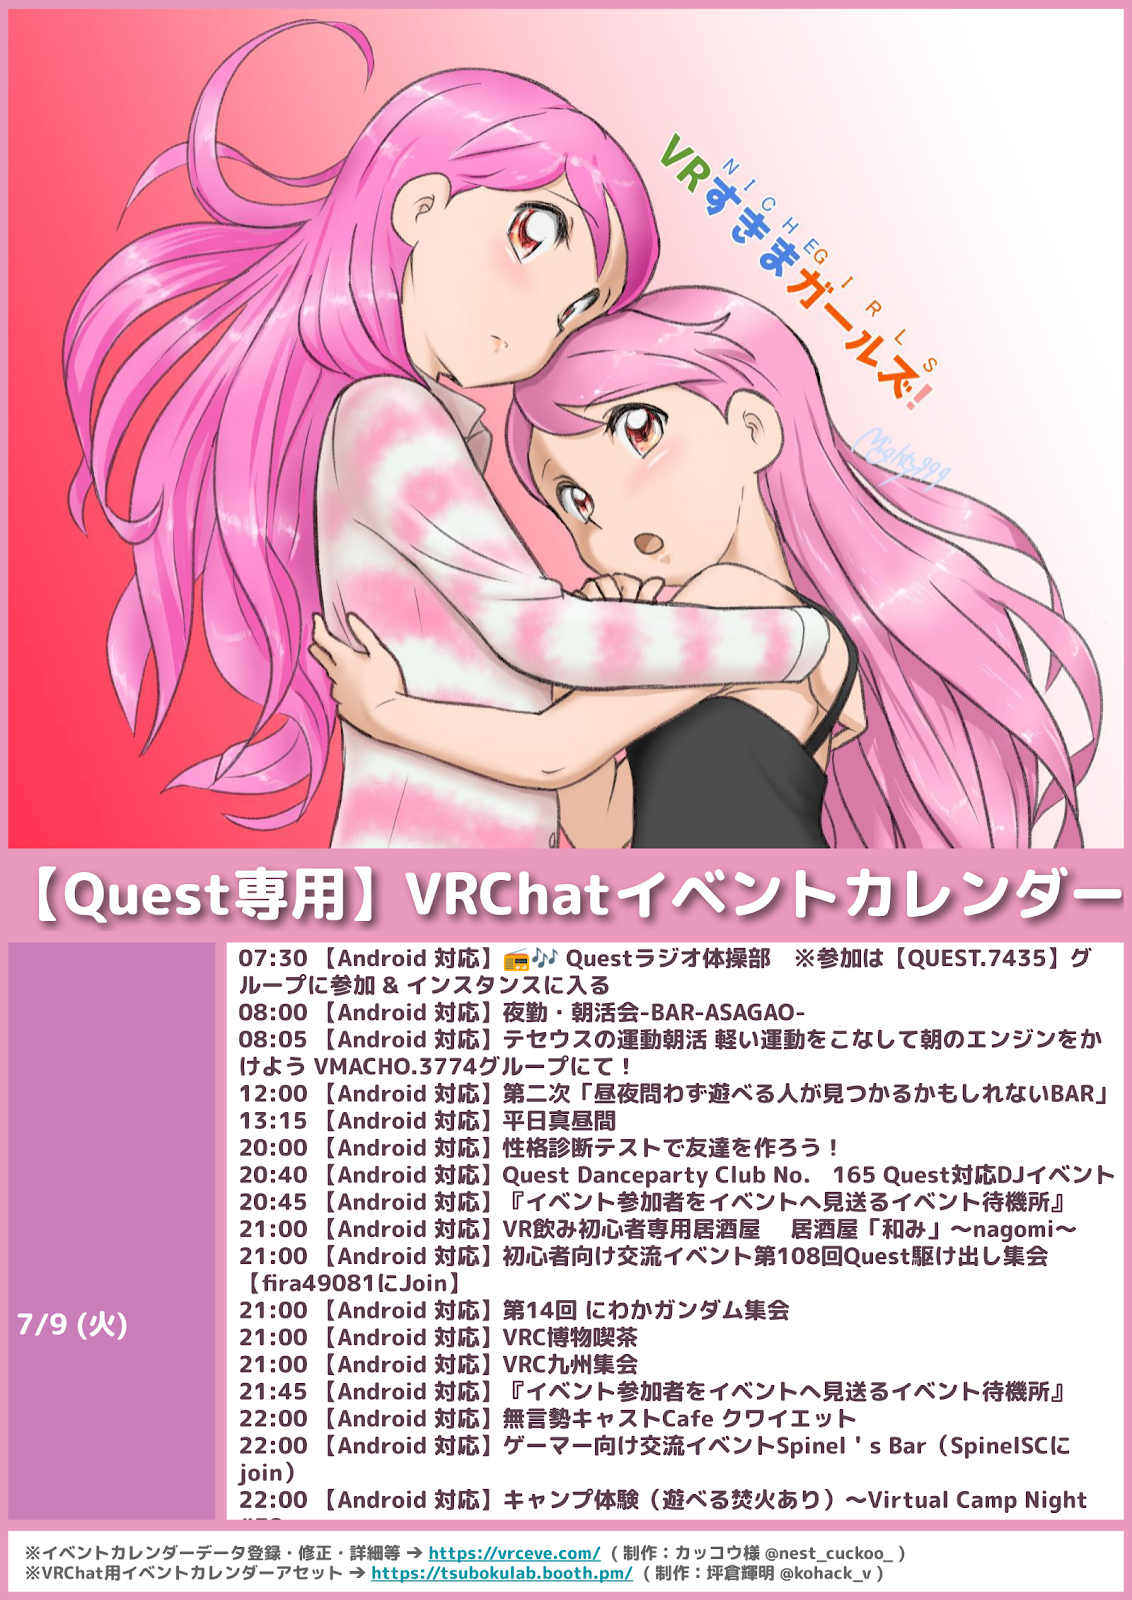 NICHE GIRLS
VRすきまガールズ!
Mighty999
【Quest専用】VRChatイベントカレンダー
7/9 (火)
07:30 【Android 対応】📻🎶 Questラジオ体操部　※参加は【QUEST.7435】グ
ループに参加 & インスタンスに入る
08:00 【Android 対応】夜勤・朝活会-BAR-ASAGAO-
08:05 【Android 対応】テセウスの運動朝活 軽い運動をこなして朝のエンジンをか
けよう VMACHO.3774グループにて！
12:00 【Android 対応】第二次「昼夜問わず遊べる人が見つかるかもしれないBAR」
13:15 【Android 対応】平日真昼間
20:00 【Android 対応】性格診断テストで友達を作ろう！
20:40 【Android 対応】Quest Danceparty Club No.　165 Quest対応DJイベント
20:45 【Android 対応】『イベント参加者をイベントへ見送るイベント待機所』
21:00 【Android 対応】VR飲み初心者専用居酒屋　 居酒屋「和み」～nagomi～
21:00 【Android 対応】初心者向け交流イベント第108回Quest駆け出し集会
【fira49081にJoin】
21:00 【Android 対応】第14回 にわかガンダム集会
21:00 【Android 対応】VRC博物喫茶
21:00 【Android 対応】VRC九州集会
21:45 【Android 対応】『イベント参加者をイベントへ見送るイベント待機所』
22:00 【Android 対応】無言勢キャストCafe クワイエット
22:00 【Android 対応】ゲーマー向け交流イベントSpinel＇s Bar（SpinelSCに
join）
22:00 【Android 対応】キャンプ体験（遊べる焚火あり）～Virtual Camp Night
※イベントカレンダーデータ登録・修正・詳細等 ➔ https://vrceve.com/ ( 制作：カッコウ様 @nest_cuckoo_ )
※VRChat用イベントカレンダーアセット ➔ https://tsubokulab.booth.pm/ ( 制作：坪倉輝明 @kohack_v )